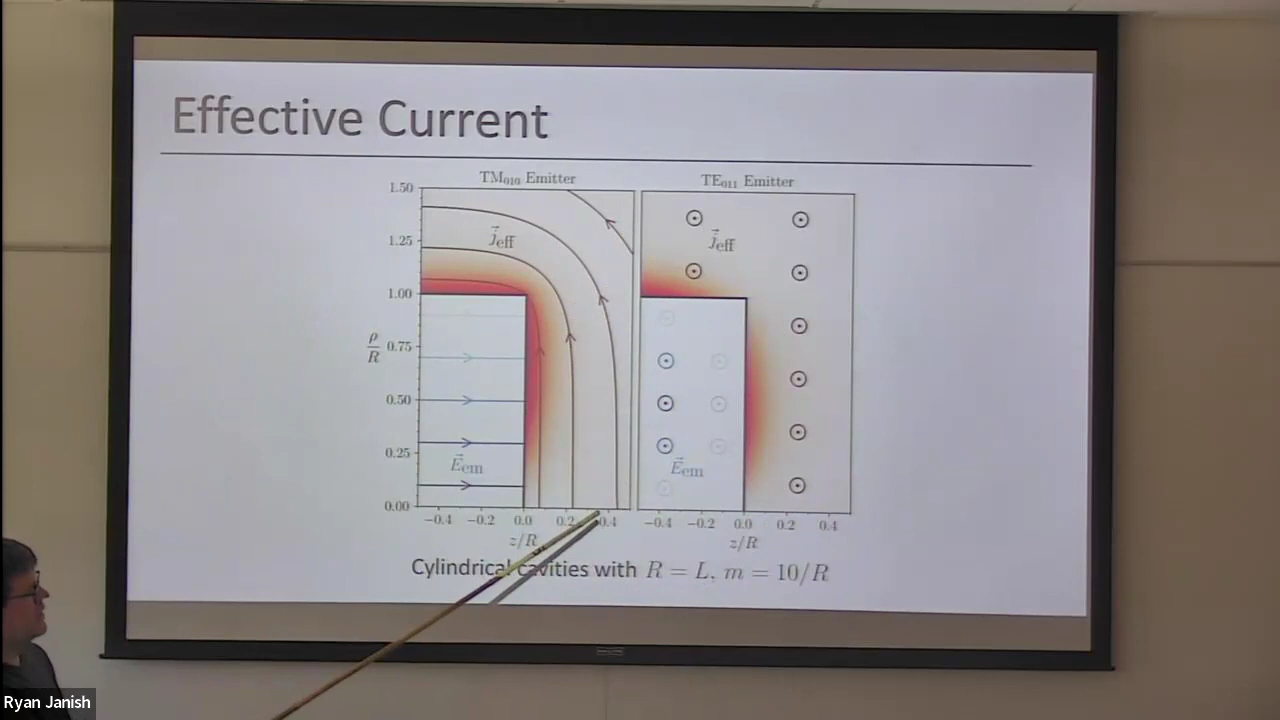 Effective Current
TM₀₁₀ Emitter
TE₀₁₁ Emitter
1.50
1.25
1.00
0.75
0.50
0.25
0.00
ρ/R
j⃗eff
E⃗em
j⃗eff
E⃗em
−0.4 −0.2 0.0 0.2 0.4
−0.4 −0.2 0.0 0.2 0.4
z/R
z/R
Cylindrical cavities with R = L, m = 10/R
Ryan Janish